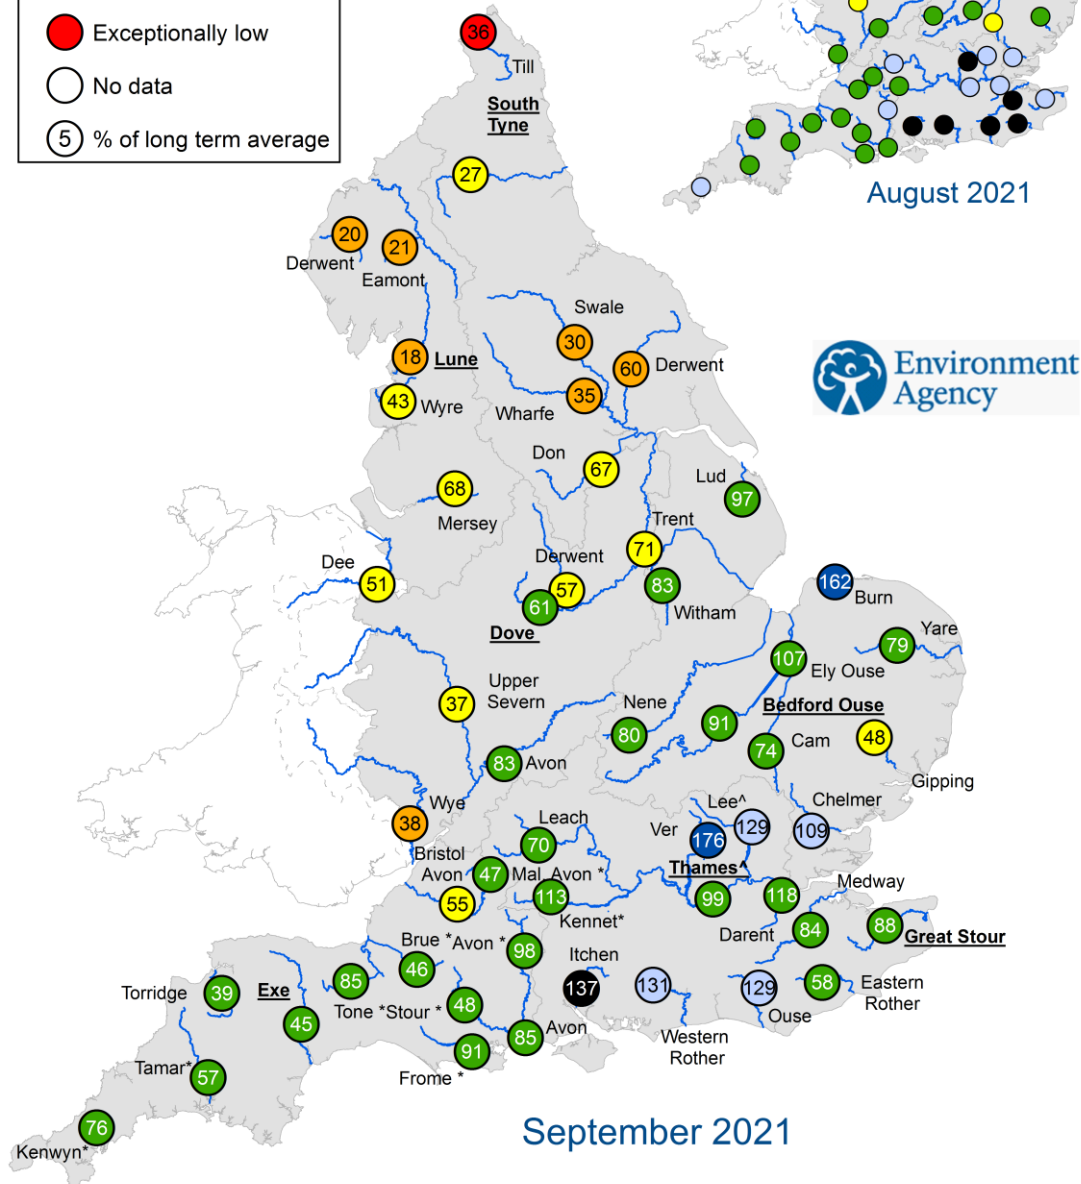 Exceptionally low
No data
5 % of long term average
August 2021
Environment
Agency
36
Till
South
Tyne
27
20
Derwent
21
Eamont
Swale
30
18
Lune
60
Derwent
35
Wharfe
43
Wyre
Don
67
Lud
97
68
Mersey
Trent
71
Dee
51
Derwent
57
61
Dove
83
Witham
162
Burn
Yare
79
107
Ely Ouse
Upper
Severn
37
Nene
80
91
Bedford Ouse
74
Cam
48
Gipping
83
Avon
Wye
38
Leach
70
Ver
176
Lee^
129
Chelmer
109
Bristol
Avon
55
47
Mal_Avon *
113
Kennet*
Thames^
99
118
Darent
Medway
84
88
Great Stour
Brue *
46
Avon *
98
Itchen
137
131
Western
Rother
129
Ouse
58
Eastern
Rother
Torridge
39
Exe
45
85
Tone *
Stour *
48
85
Avon
91
Frome *
Tamar*
57
76
Kenwyn*
September 2021